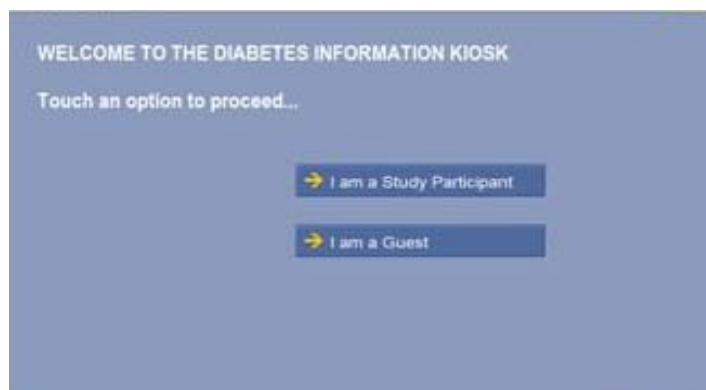 WELCOME TO THE DIABETES INFORMATION KIOSK
Touch an option to proceed...
I am a Study Participant
I am a Guest